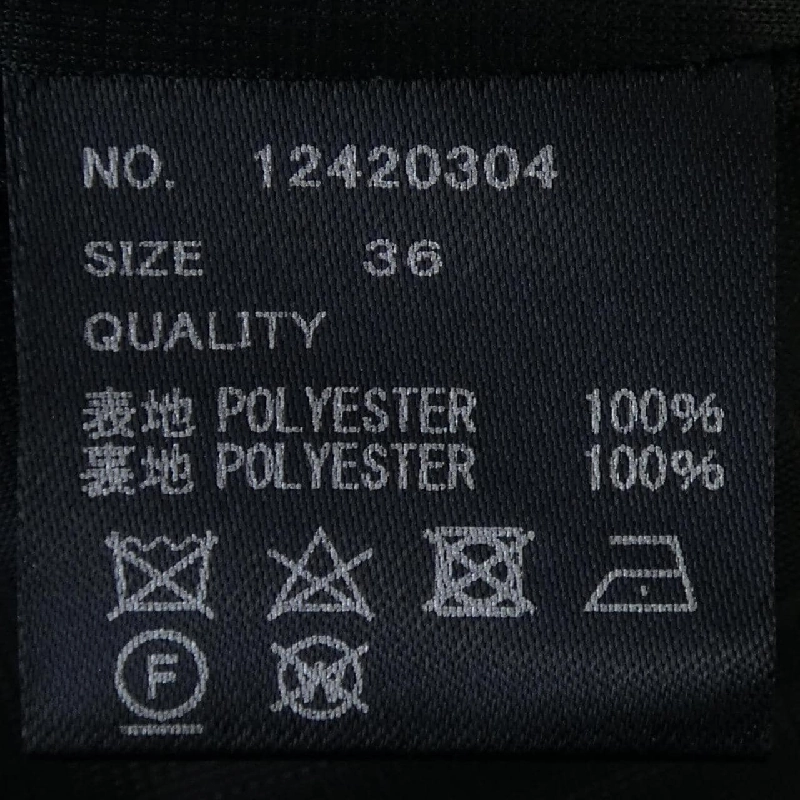 NO. 12420304
SIZE 36
QUALITY
表地 POLYESTER 100%
裏地 POLYESTER 100%
F W